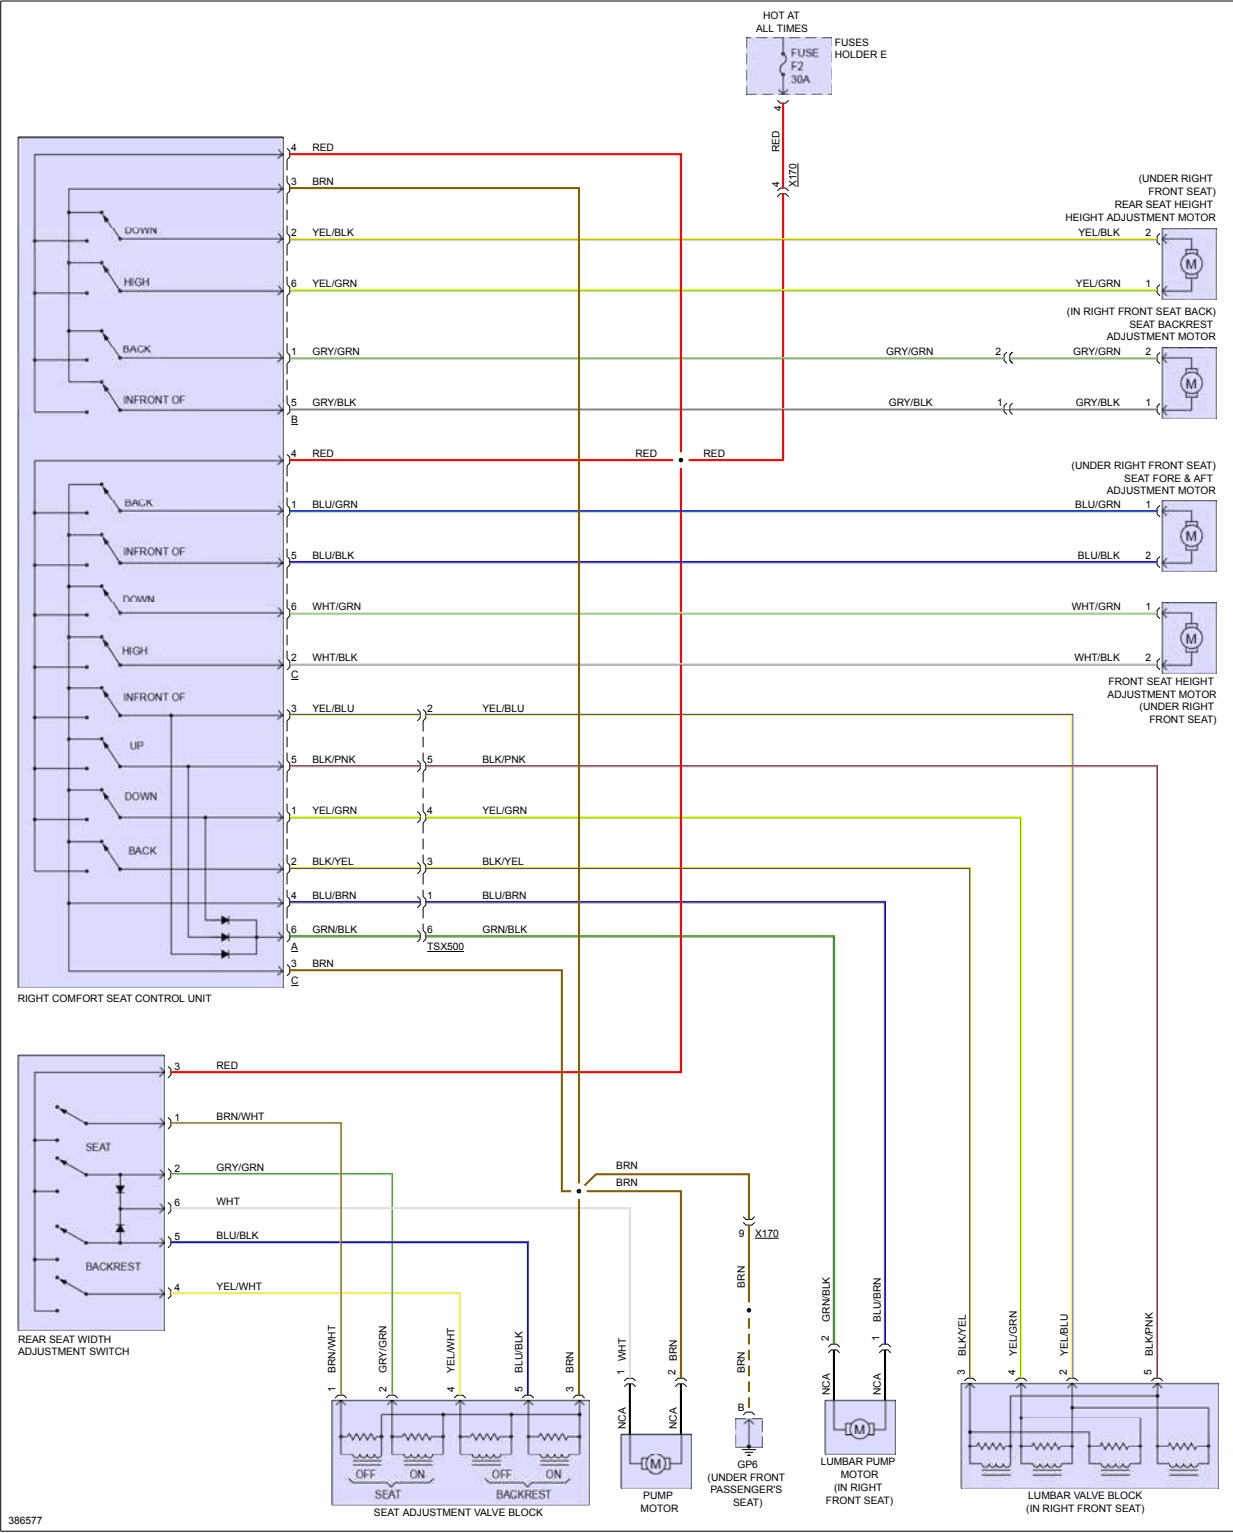 HOT AT
ALL TIMES
FUSE
F2
30A
FUSES
HOLDER E
4
RED
4
X170
4 RED
3 BRN
DOWN
2 YEL/BLK
YEL/BLK 2
HIGH
6 YEL/GRN
YEL/GRN 1
(UNDER RIGHT
FRONT SEAT)
REAR SEAT HEIGHT
HEIGHT ADJUSTMENT MOTOR
M
BACK
1 GRY/GRN
GRY/GRN 2
GRY/GRN 2
INFRONT OF
5 GRY/BLK
B
GRY/BLK 1
GRY/BLK 1
(IN RIGHT FRONT SEAT BACK)
SEAT BACKREST
ADJUSTMENT MOTOR
M
4 RED
RED
RED
BACK
1 BLU/GRN
BLU/GRN 1
INFRONT OF
5 BLU/BLK
BLU/BLK 2
(UNDER RIGHT FRONT SEAT)
SEAT FORE & AFT
ADJUSTMENT MOTOR
M
DOWN
6 WHT/GRN
WHT/GRN 1
HIGH
2 WHT/BLK
C
WHT/BLK 2
M
FRONT SEAT HEIGHT
ADJUSTMENT MOTOR
(UNDER RIGHT
FRONT SEAT)
INFRONT OF
3 YEL/BLU
2 YEL/BLU
UP
5 BLK/PNK
5 BLK/PNK
DOWN
1 YEL/GRN
4 YEL/GRN
BACK
2 BLK/YEL
3 BLK/YEL
4 BLU/BRN
1 BLU/BRN
6 GRN/BLK
A
6 GRN/BLK
TSX500
3 BRN
C
RIGHT COMFORT SEAT CONTROL UNIT
3 RED
1 BRN/WHT
SEAT
2 GRY/GRN
6 WHT
5 BLU/BLK
BACKREST
4 YEL/WHT
REAR SEAT WIDTH
ADJUSTMENT SWITCH
BRN
BRN
9 X170
BRN
BRN
B
GP6
(UNDER FRONT
PASSENGER'S
SEAT)
1 BRN/WHT
2 GRY/GRN
4 YEL/WHT
5 BLU/BLK
3 BRN
OFF
ON
OFF
ON
SEAT
BACKREST
SEAT ADJUSTMENT VALVE BLOCK
1 WHT
2 BRN
NCA
NCA
M
PUMP
MOTOR
2 GRN/BLK
1 BLU/BRN
NCA
NCA
M
LUMBAR PUMP
MOTOR
(IN RIGHT
FRONT SEAT)
3 BLK/YEL
4 YEL/GRN
2 YEL/BLU
5 BLK/PNK
LUMBAR VALVE BLOCK
(IN RIGHT FRONT SEAT)
386577